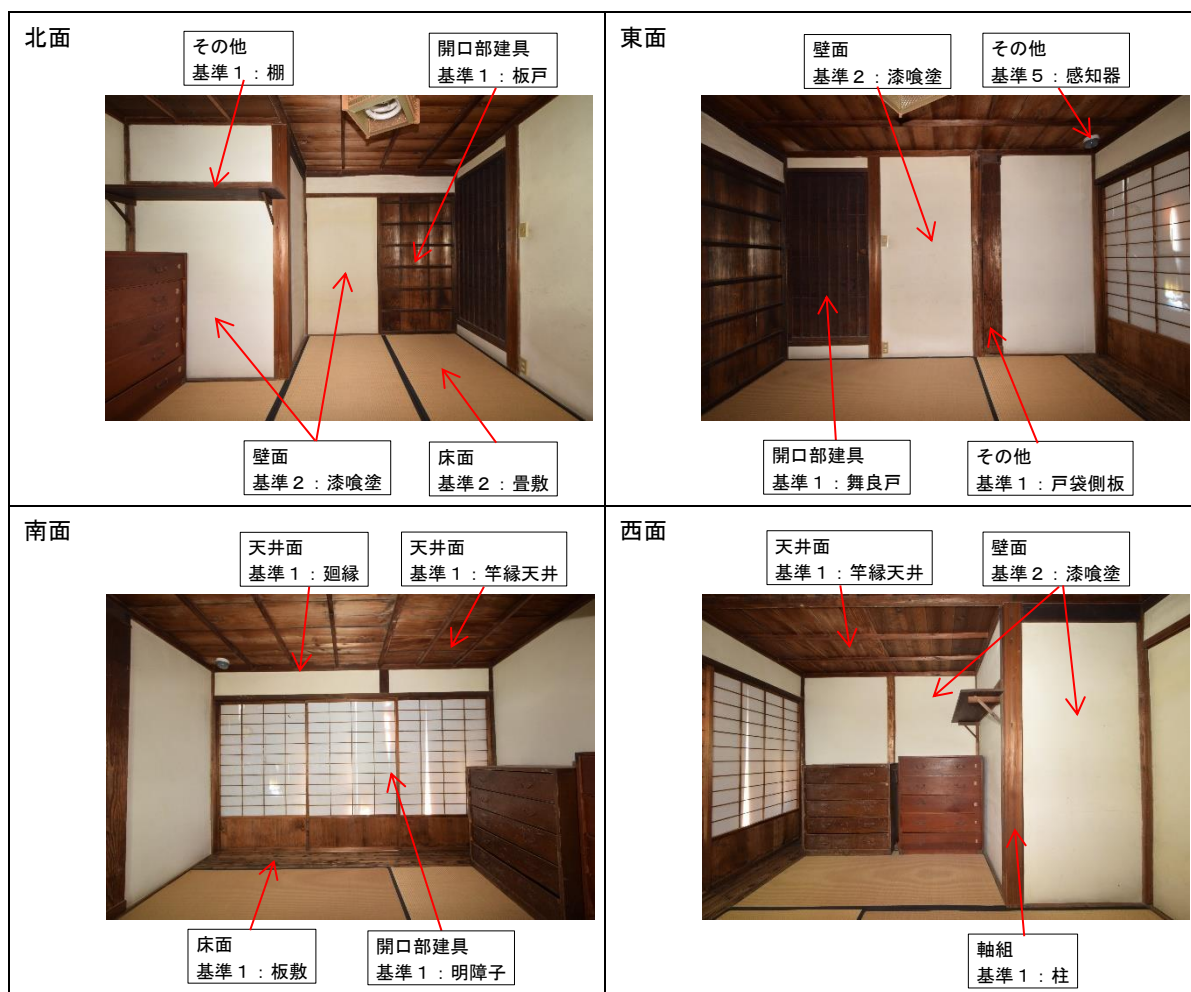 北面
その他
基準１：棚
開口部建具
基準１：板戸
壁面
基準２：漆喰塗
床面
基準２：畳敷
東面
壁面
基準２：漆喰塗
その他
基準５：感知器
開口部建具
基準１：舞良戸
その他
基準１：戸袋側板
南面
天井面
基準１：廻縁
天井面
基準１：竿縁天井
床面
基準１：板敷
開口部建具
基準１：明障子
西面
天井面
基準１：竿縁天井
壁面
基準２：漆喰塗
軸組
基準１：柱